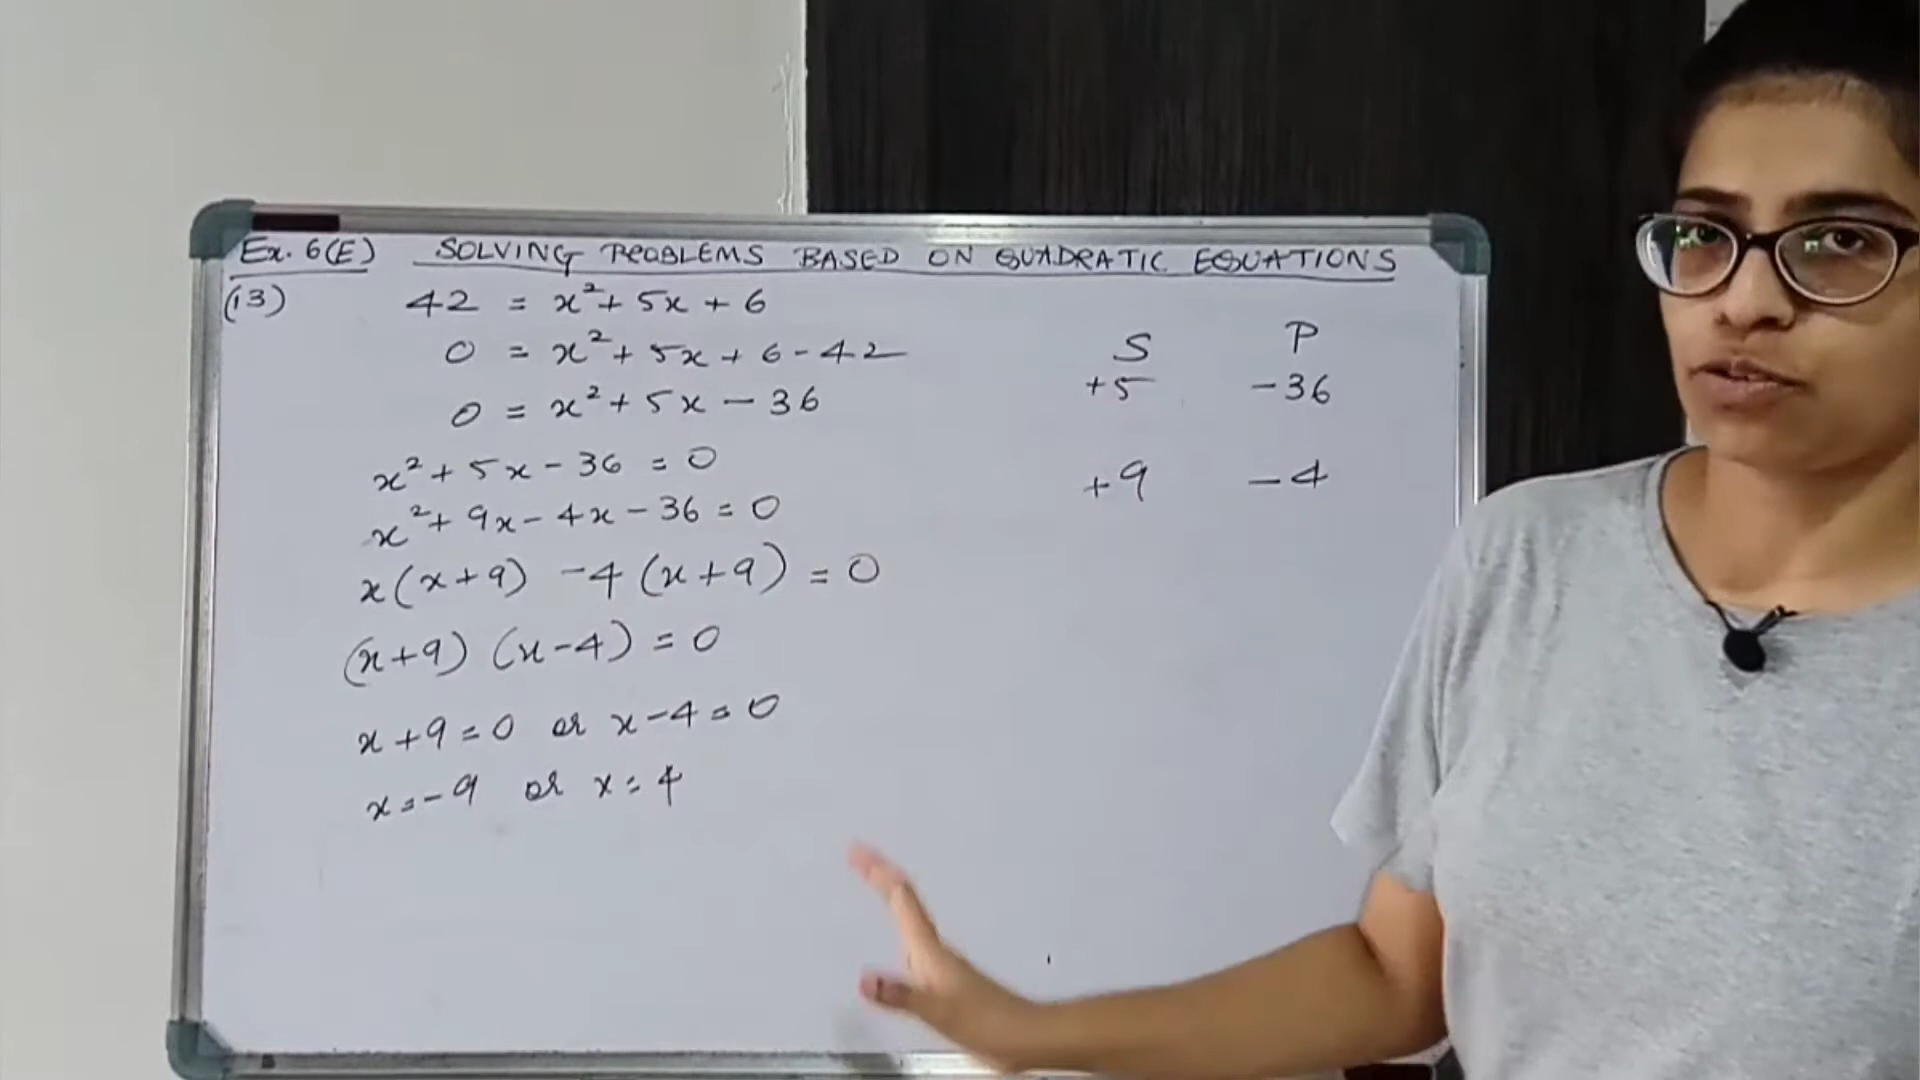 Ex. 6(E) SOLVING PROBLEMS BASED ON QUADRATIC EQUATIONS
(13) 42 = x² + 5x + 6
0 = x² + 5x + 6 - 42
0 = x² + 5x - 36
x² + 5x - 36 = 0
x² + 9x - 4x - 36 = 0
x(x+9) -4(x+9) = 0
(x+9) (x-4) = 0
x+9=0 or x-4=0
x=-9 or x=4
S P
+5 -36
+9 -4